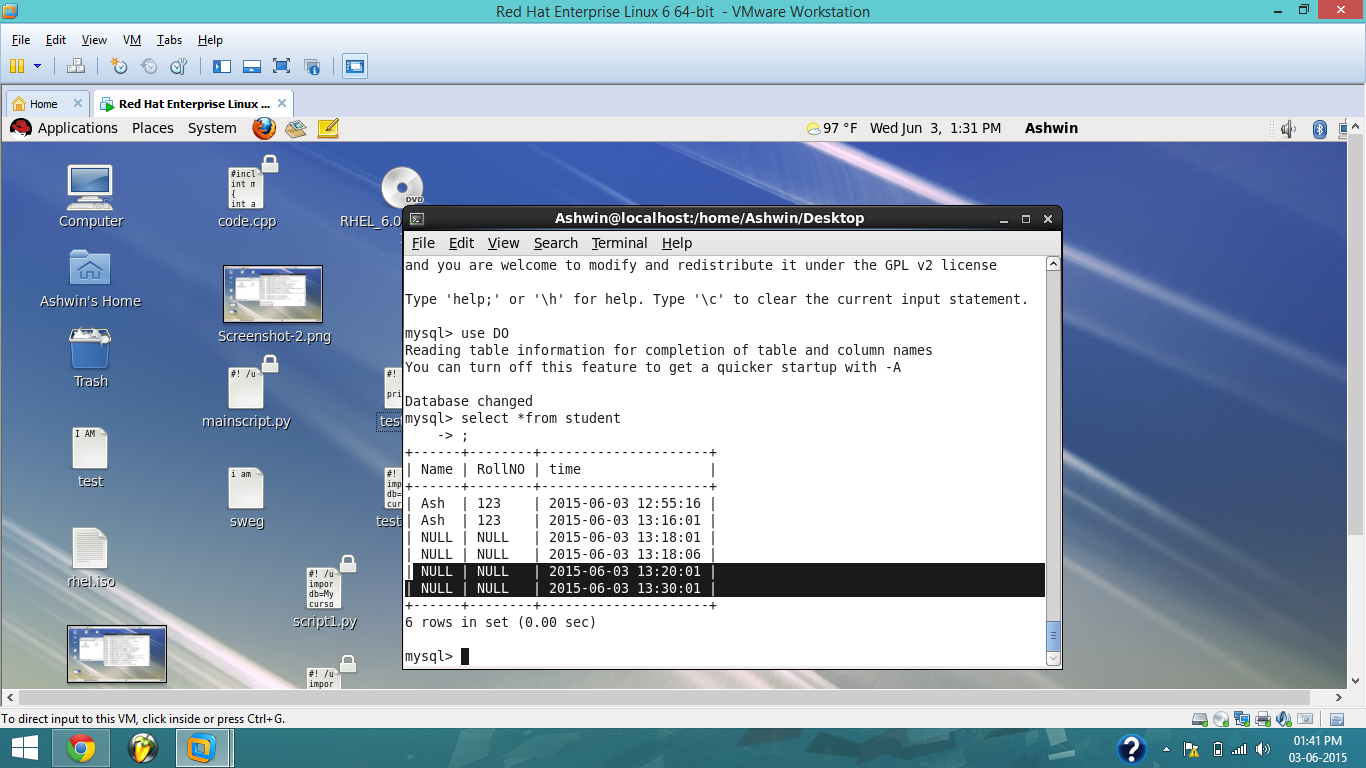 Red Hat Enterprise Linux 6 64-bit - VMware Workstation
File Edit View VM Tabs Help
Home
Red Hat Enterprise Linux ...
Applications Places System
97 °F Wed Jun 3, 1:31 PM Ashwin
Computer
#incl
int m
{
int a
code.cpp
DVD
RHEL_6.0
Ashwin's Home
Screenshot-2.png
Trash
#! /u
mainscript.py
#!
pri
tes
I AM
test
i am
sweg
#!
impo
db=
cur
test
rhel.iso
#! /u
impor
db=My
curso
script1.py
#! /u
impor
Ashwin@localhost:/home/Ashwin/Desktop
File Edit View Search Terminal Help
and you are welcome to modify and redistribute it under the GPL v2 license
Type 'help;' or '\h' for help. Type '\c' to clear the current input statement.
mysql> use DO
Reading table information for completion of table and column names
You can turn off this feature to get a quicker startup with -A
Database changed
mysql> select *from student
    -> ;
+------+--------+---------------------+
| Name | RollNO | time                |
+------+--------+---------------------+
| Ash  | 123    | 2015-06-03 12:55:16 |
| Ash  | 123    | 2015-06-03 13:16:01 |
| NULL | NULL   | 2015-06-03 13:18:01 |
| NULL | NULL   | 2015-06-03 13:18:06 |
| NULL | NULL   | 2015-06-03 13:20:01 |
| NULL | NULL   | 2015-06-03 13:30:01 |
+------+--------+---------------------+
6 rows in set (0.00 sec)
mysql>
To direct input to this VM, click inside or press Ctrl+G.
01:41 PM
03-06-2015